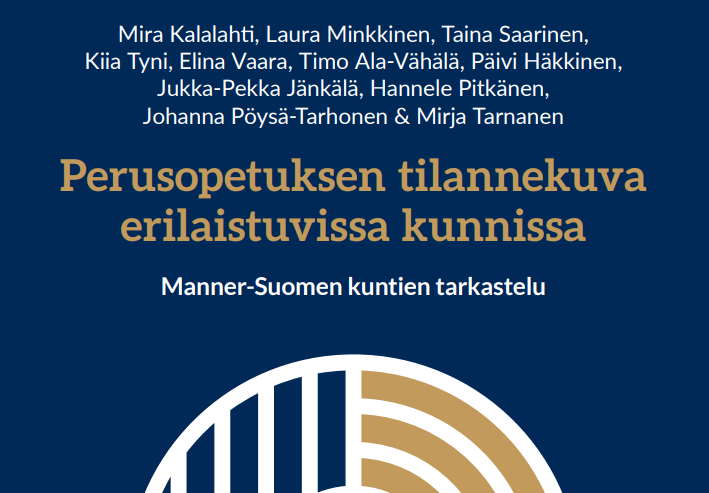 Mira Kalalahti, Laura Minkkinen, Taina Saarinen,
Kiia Tyni, Elina Vaara, Timo Ala-Vähälä, Päivi Häkkinen,
Jukka-Pekka Jänkälä, Hannele Pitkänen,
Johanna Pöysä-Tarhonen & Mirja Tarnanen
Perusopetuksen tilannekuva
erilaistuvissa kunnissa
Manner-Suomen kuntien tarkastelu